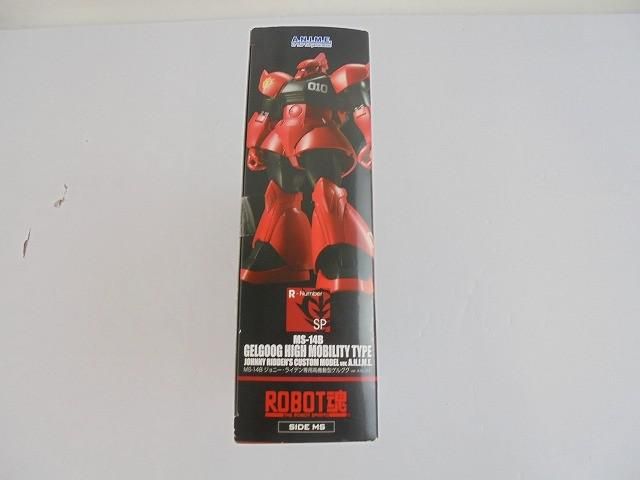 A.N.I.M.E.
010
R-Number
SP
MS-14B
GELGOOG HIGH MOBILITY TYPE
JOHNNY RIDDEN'S CUSTOM MODEL ver. A.N.I.M.E.
MS-14B ジョニー・ライデン専用高機動型ゲルググ ver. A.N.I.M.E.
ROBOT魂
THE ROBOT SPIRITS
SIDE MS